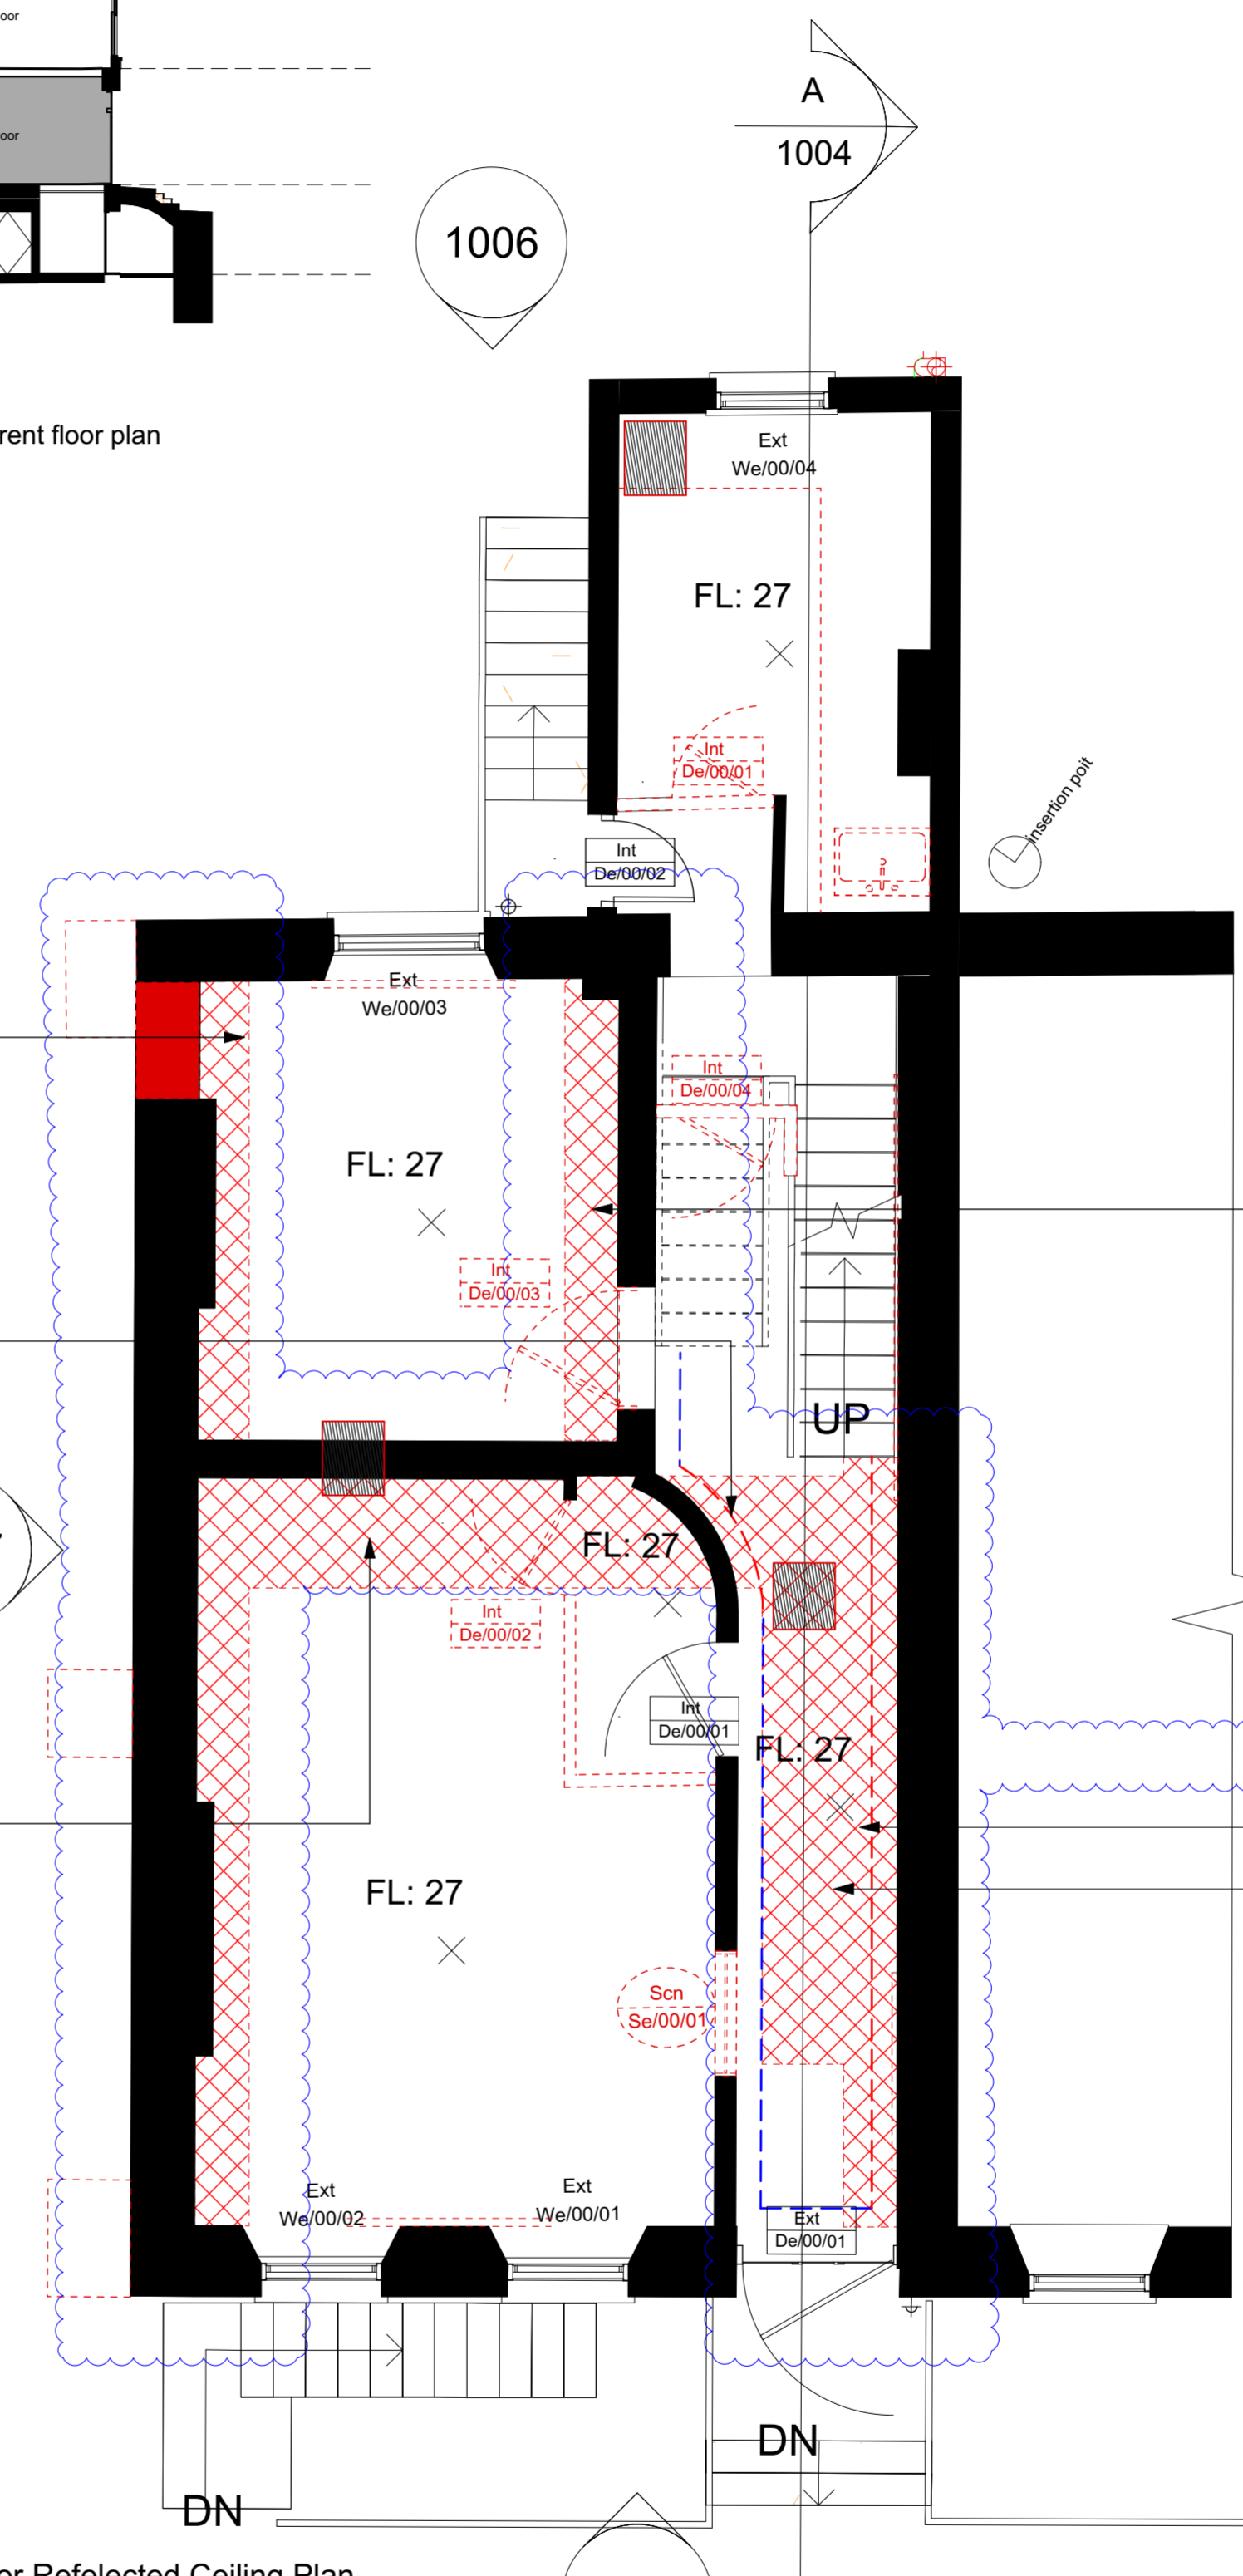 oor
oor
A
1004
1006
rent floor plan
Ext
We/00/04
FL: 27
Int
De/00/01
insertion poit
Int
De/00/02
Ext
We/00/03
Int
De/00/04
FL: 27
Int
De/00/03
UP
FL: 27
Int
De/00/02
Int
De/00/01
FL: 27
FL: 27
Scn
Se/00/01
Ext
We/00/02
Ext
We/00/01
Ext
De/00/01
DN
DN
or Refelected Ceiling Plan